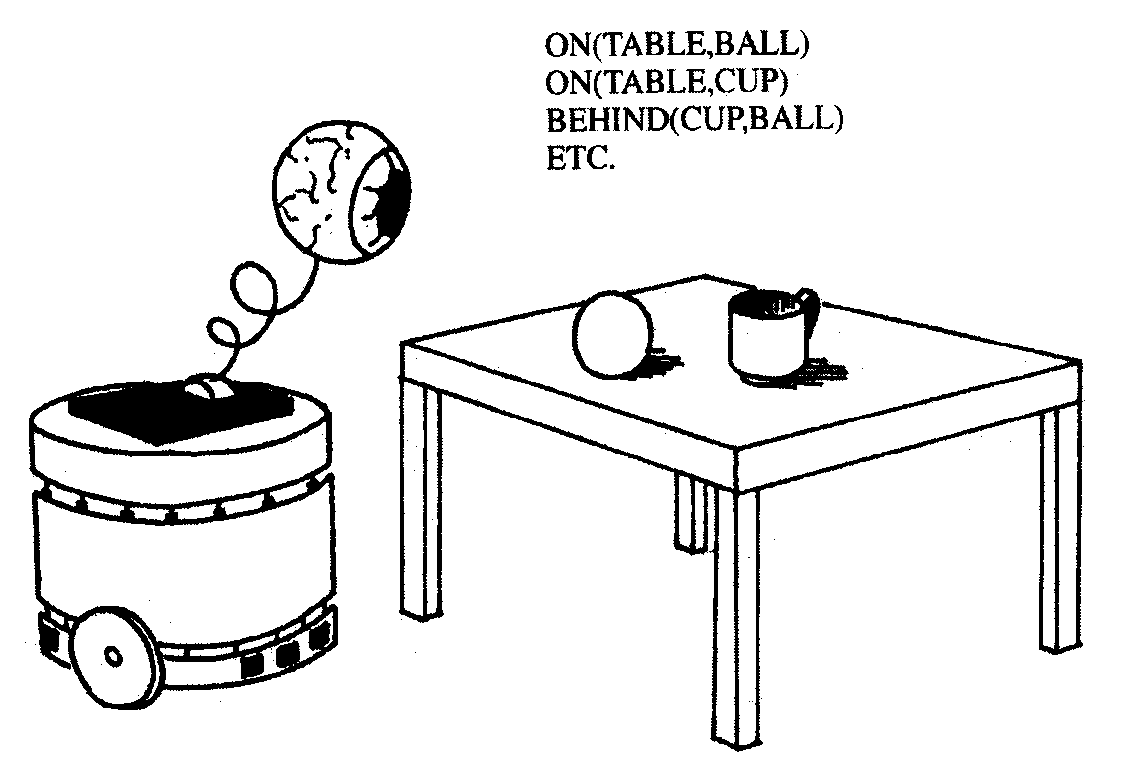 ON(TABLE,BALL)
ON(TABLE,CUP)
BEHIND(CUP,BALL)
ETC.